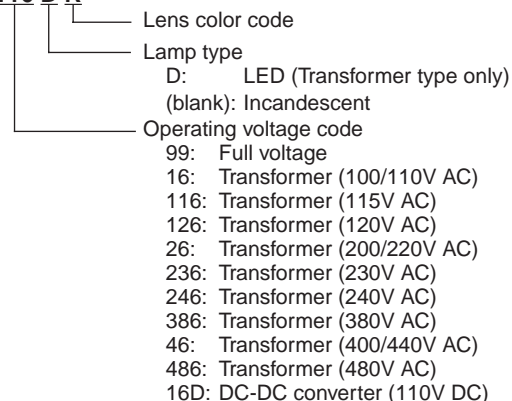 Lens color code
Lamp type
D: LED (Transformer type only)
(blank): Incandescent
Operating voltage code
99: Full voltage
16: Transformer (100/110V AC)
116: Transformer (115V AC)
126: Transformer (120V AC)
26: Transformer (200/220V AC)
236: Transformer (230V AC)
246: Transformer (240V AC)
386: Transformer (380V AC)
46: Transformer (400/440V AC)
486: Transformer (480V AC)
16D: DC-DC converter (110V DC)